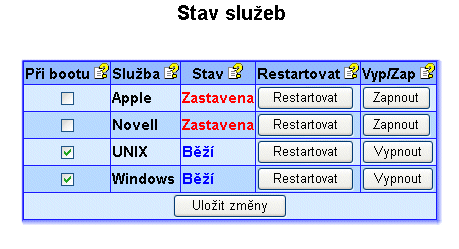 Stav služeb
Při bootu Služba Stav Restartovat Vyp/Zap
Apple Zastavena Restartovat Zapnout
Novell Zastavena Restartovat Zapnout
UNIX Běží Restartovat Vypnout
Windows Běží Restartovat Vypnout
Uložit změny